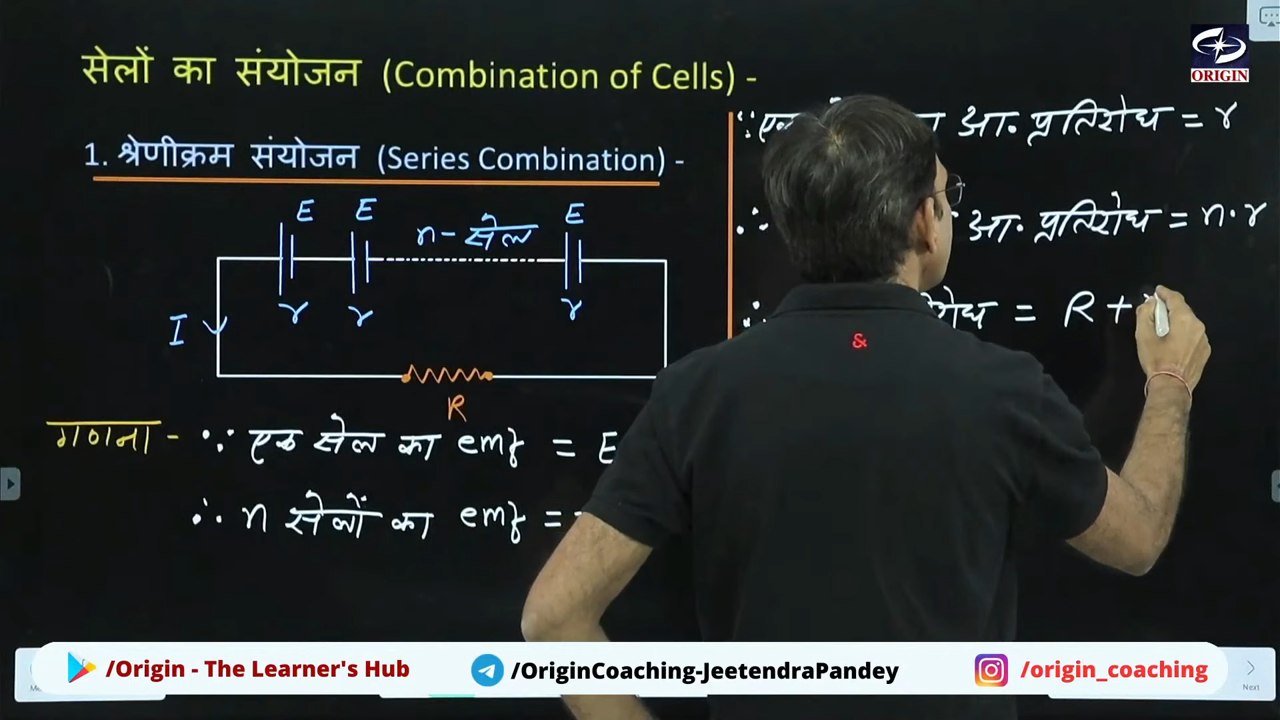 सेलों का संयोजन (Combination of Cells) -
1. श्रेणीक्रम संयोजन (Series Combination) -
E E n - सेल E
r r r
I
R
गणना - ∵ एक सेल का emf = E
∴ n सेलों का emf =
आ. प्रतिरोध = r
आ. प्रतिरोध = n.r
∴ = R +
ORIGIN
&
/Origin - The Learner's Hub
/OriginCoaching-JeetendraPandey
/origin_coaching
Next